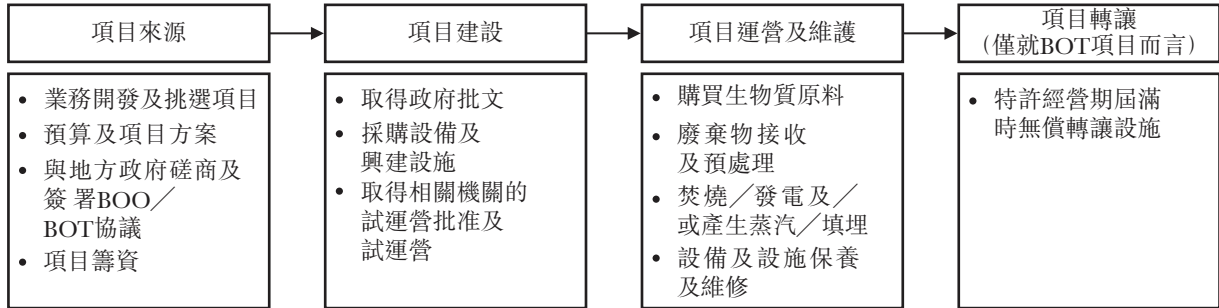 項目來源
項目建設
項目運營及維護
項目轉讓
（僅就BOT項目而言）
• 業務開發及挑選項目
• 預算及項目方案
• 與地方政府磋商及
簽署BOO／
BOT協議
• 項目籌資
• 取得政府批文
• 採購設備及
興建設施
• 取得相關機關的
試運營批准及
試運營
• 購買生物質原料
• 廢棄物接收
及預處理
• 焚燒／發電及／
或產生蒸汽／填埋
• 設備及設施保養
及維修
• 特許經營期屆滿
時無償轉讓設施